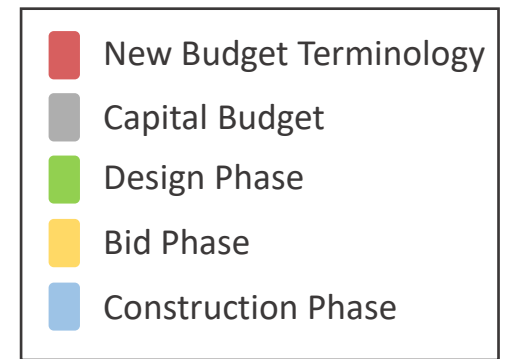 New Budget Terminology
Capital Budget
Design Phase
Bid Phase
Construction Phase